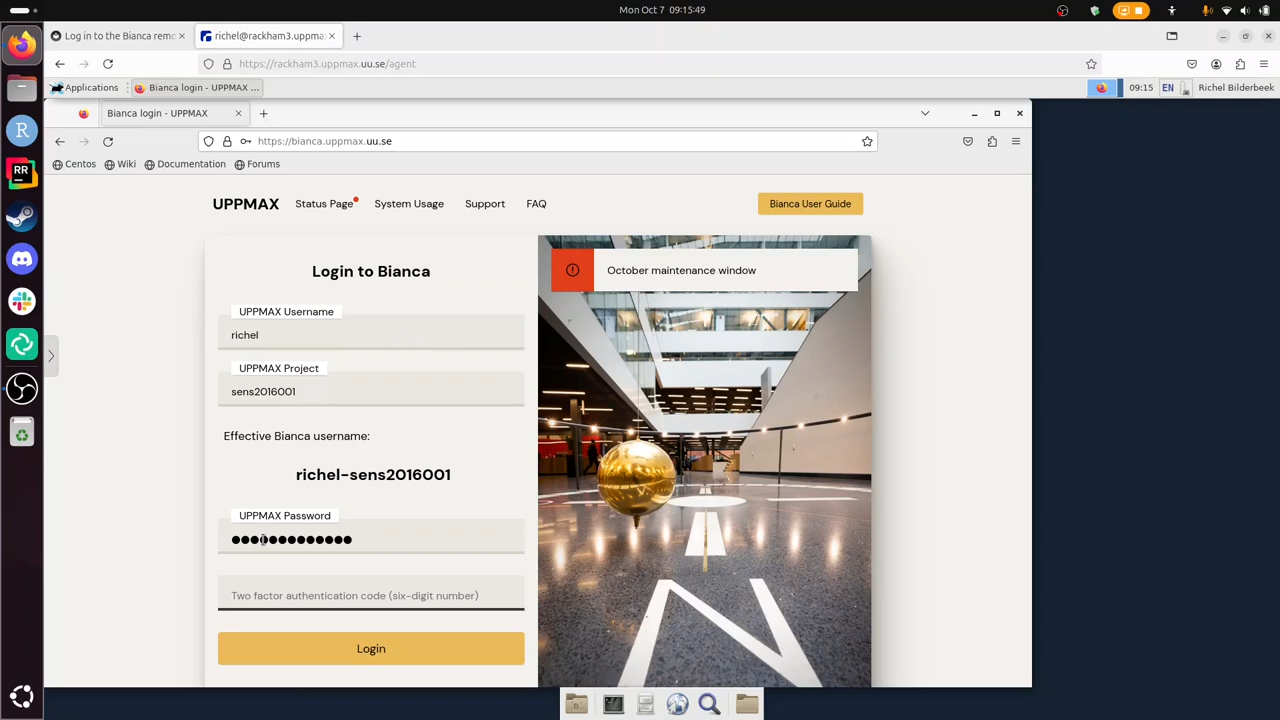 Mon Oct 7 09:15:49
Log in to the Bianca remo
richel@rackham3.uppma
https://rackham3.uppmax.uu.se/agent
Applications
Bianca login - UPPMAX ...
09:15
EN
Richel Bilderbeek
Bianca login - UPPMAX
https://bianca.uppmax.uu.se
Centos
Wiki
Documentation
Forums
UPPMAX
Status Page
System Usage
Support
FAQ
Bianca User Guide
Login to Bianca
October maintenance window
UPPMAX Username
richel
UPPMAX Project
sens2016001
Effective Bianca username:
richel-sens2016001
UPPMAX Password
Two factor authentication code (six-digit number)
Login
N
R
RR